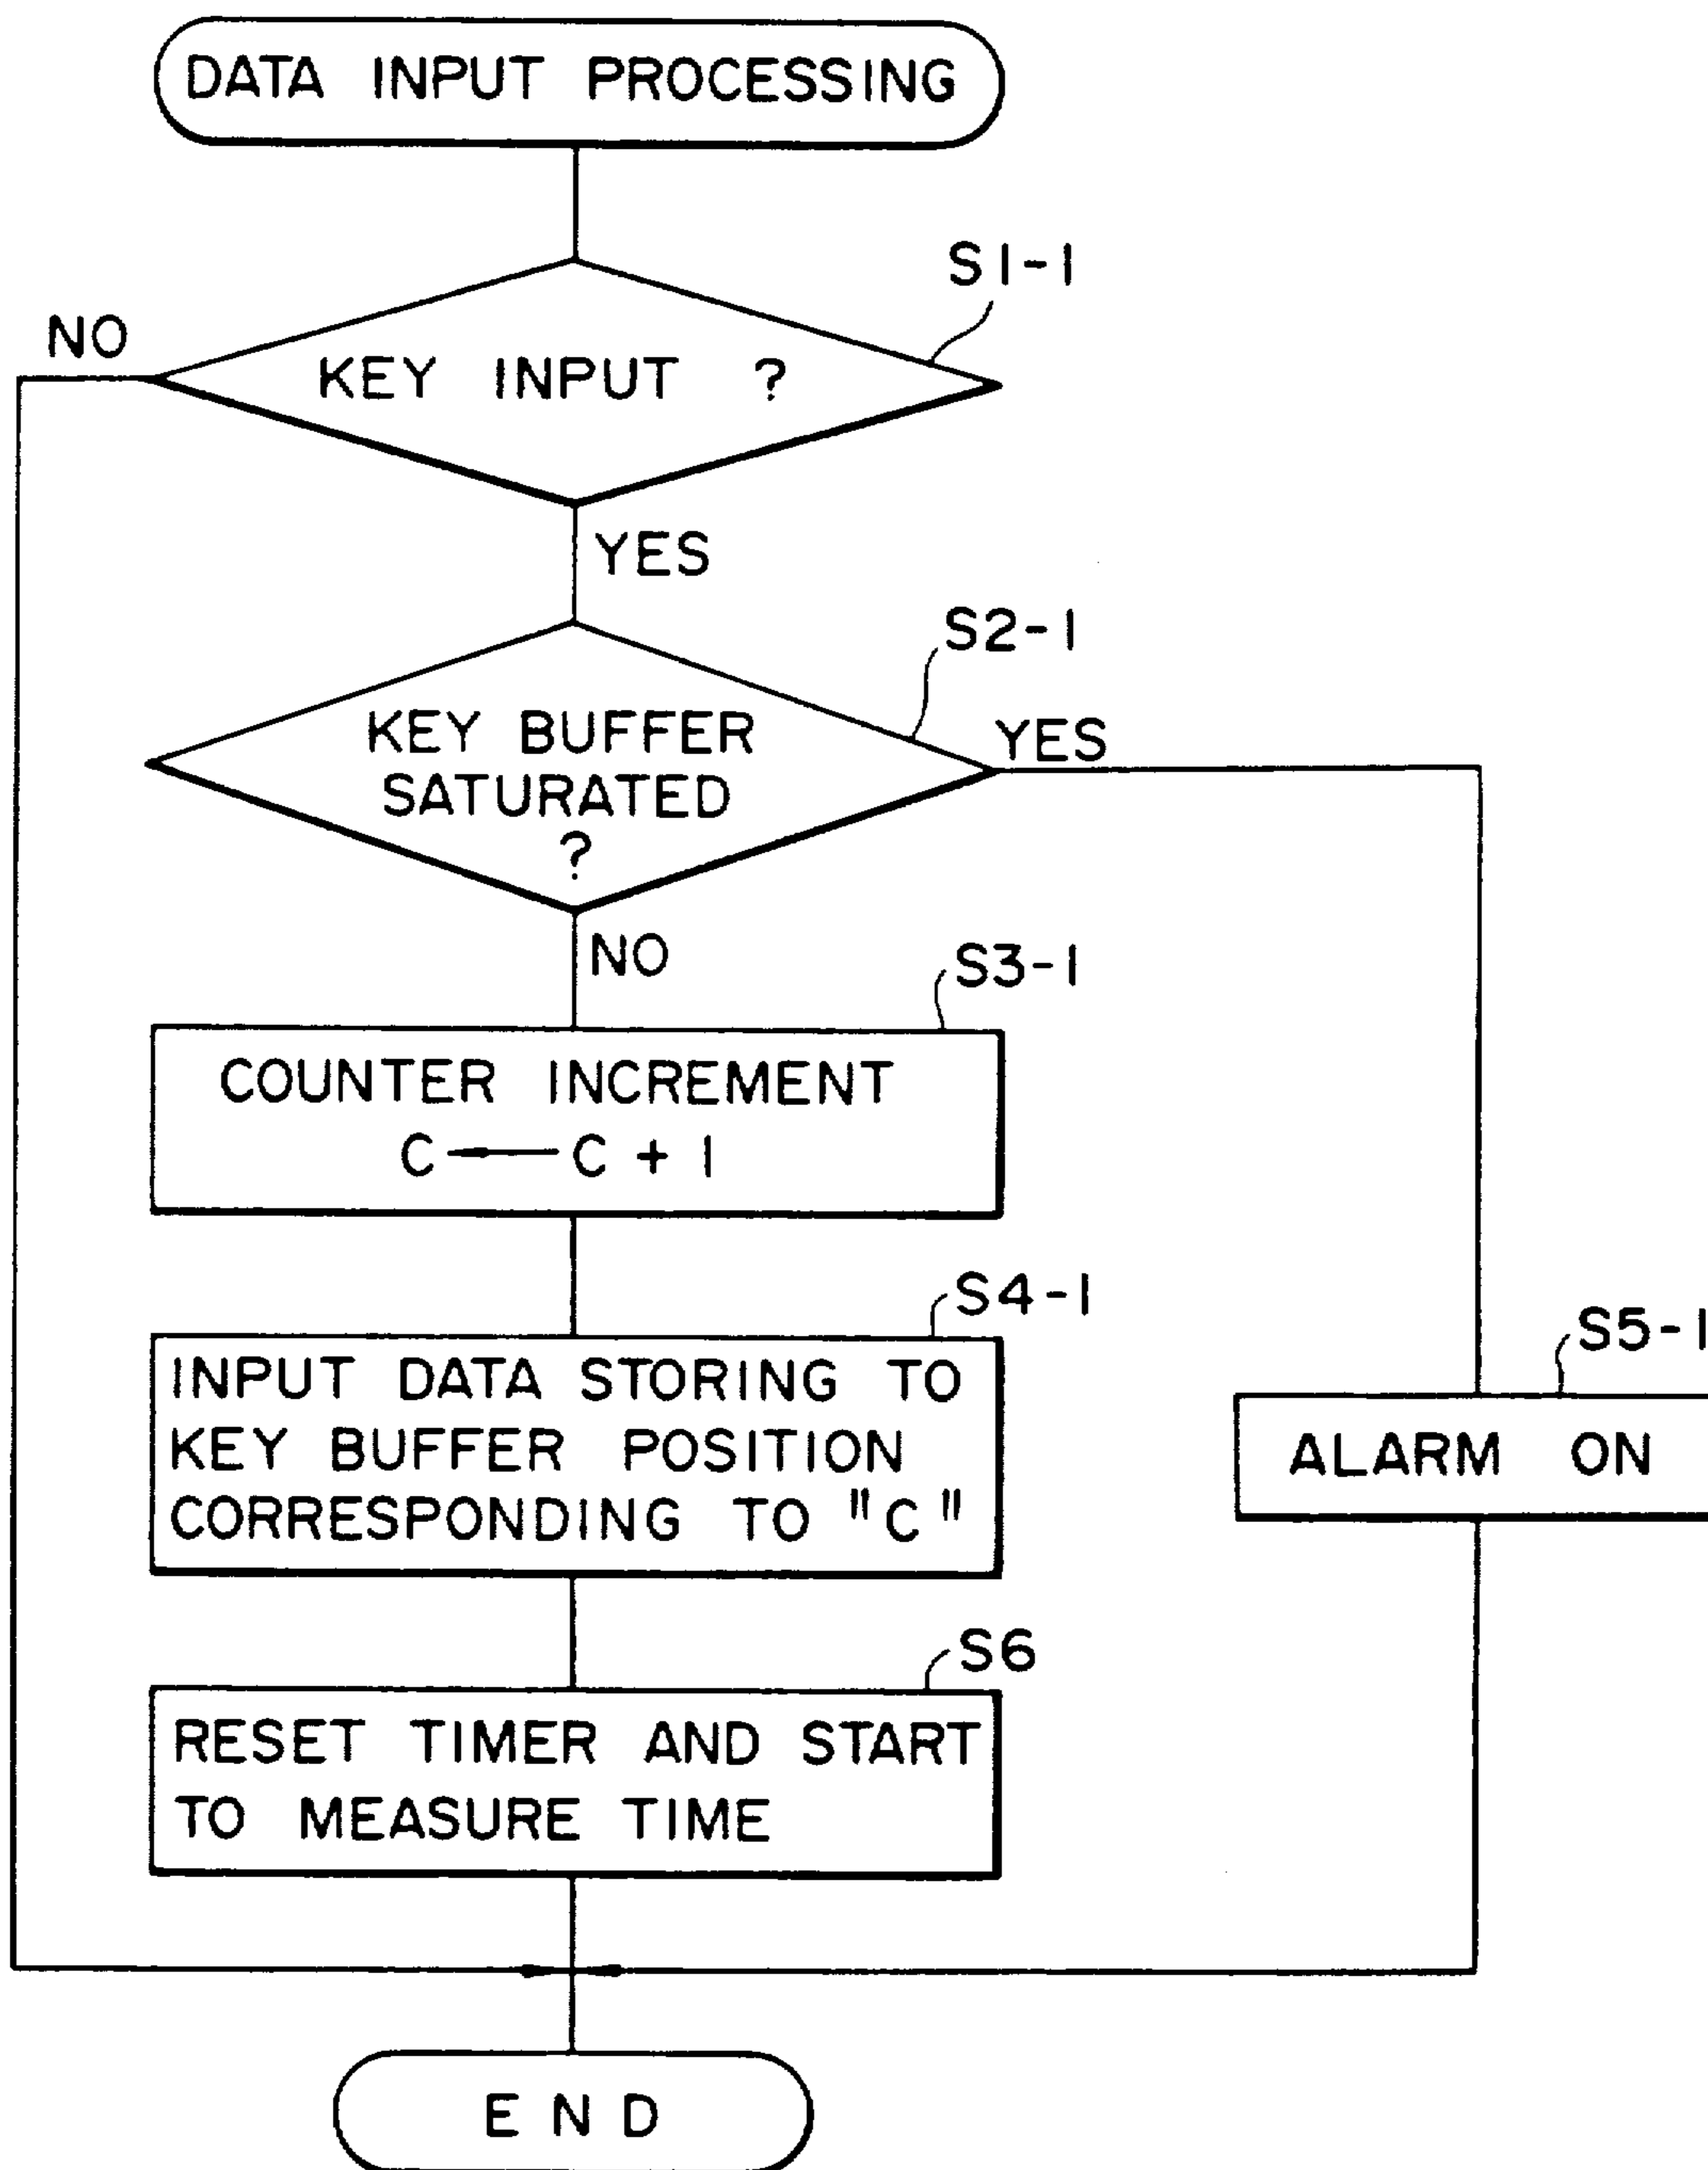 DATA INPUT PROCESSING
S1-1
NO
KEY INPUT ?
YES
S2-1
KEY BUFFER
SATURATED
?
YES
NO
S3-1
COUNTER INCREMENT
C ← C + 1
S4-1
INPUT DATA STORING TO
KEY BUFFER POSITION
CORRESPONDING TO "C"
S5-1
ALARM ON
S6
RESET TIMER AND START
TO MEASURE TIME
END